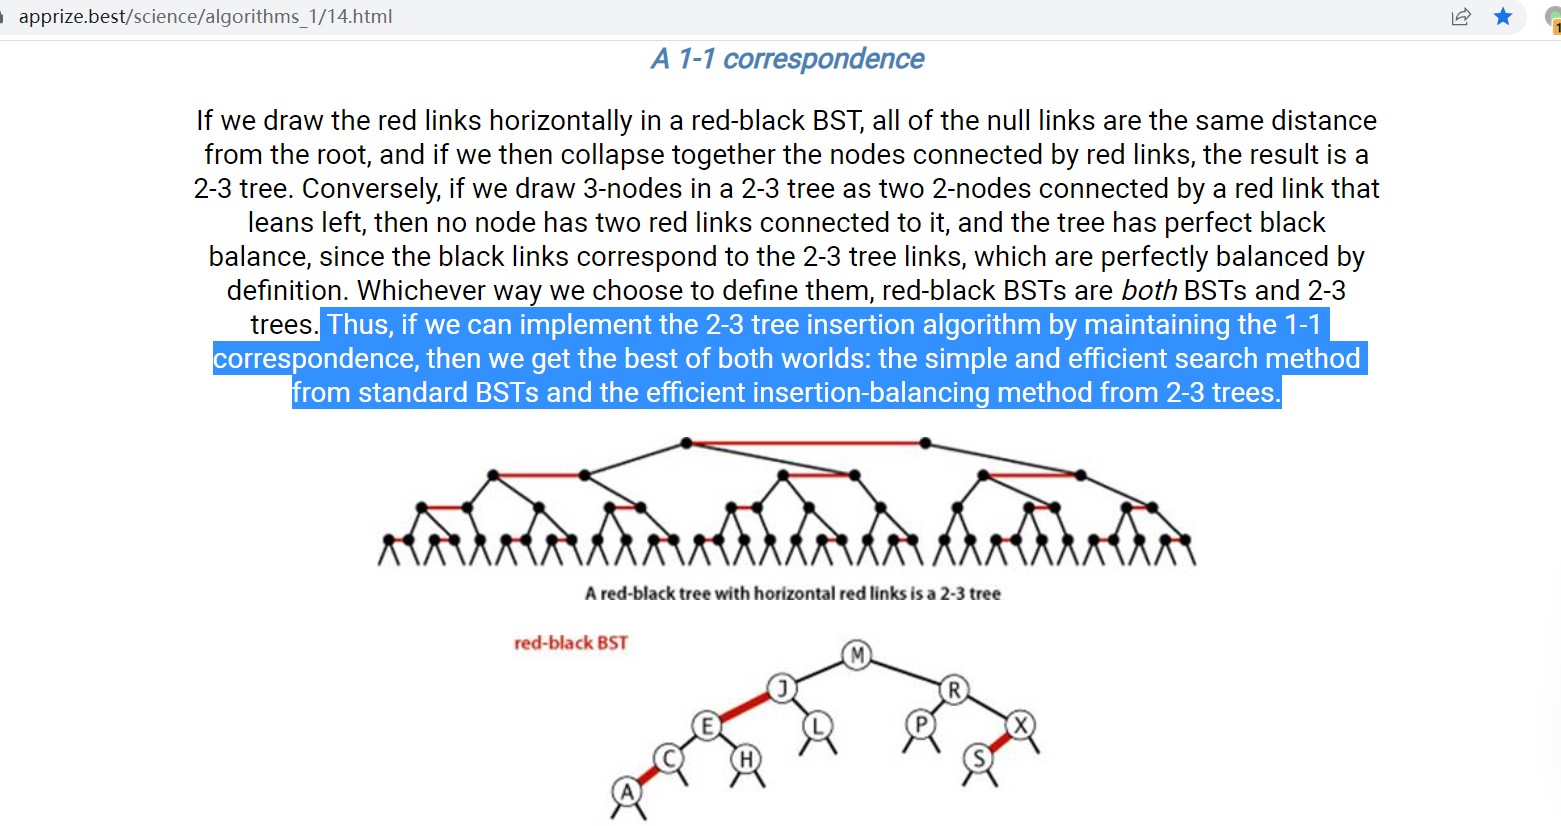 apprize.best/science/algorithms_1/14.html
1
A 1-1 correspondence
If we draw the red links horizontally in a red-black BST, all of the null links are the same distance
from the root, and if we then collapse together the nodes connected by red links, the result is a
2-3 tree. Conversely, if we draw 3-nodes in a 2-3 tree as two 2-nodes connected by a red link that
leans left, then no node has two red links connected to it, and the tree has perfect black
balance, since the black links correspond to the 2-3 tree links, which are perfectly balanced by
definition. Whichever way we choose to define them, red-black BSTs are both BSTs and 2-3
trees. Thus, if we can implement the 2-3 tree insertion algorithm by maintaining the 1-1
correspondence, then we get the best of both worlds: the simple and efficient search method
from standard BSTs and the efficient insertion-balancing method from 2-3 trees.
A red-black tree with horizontal red links is a 2-3 tree
red-black BST
M
J R
E L P X
C H S
A